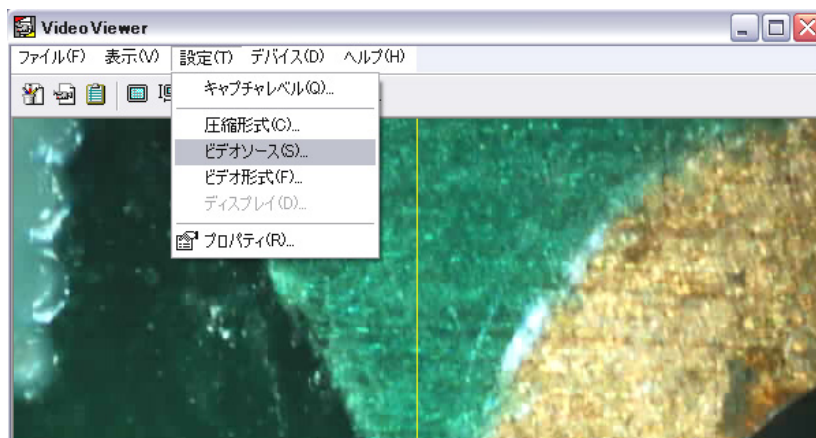 VideoViewer
ファイル(F) 表示(V) 設定(T) デバイス(D) ヘルプ(H)
キャプチャレベル(Q)...
圧縮形式(C)...
ビデオソース(S)...
ビデオ形式(F)...
ディスプレイ(D)...
プロパティ(R)...